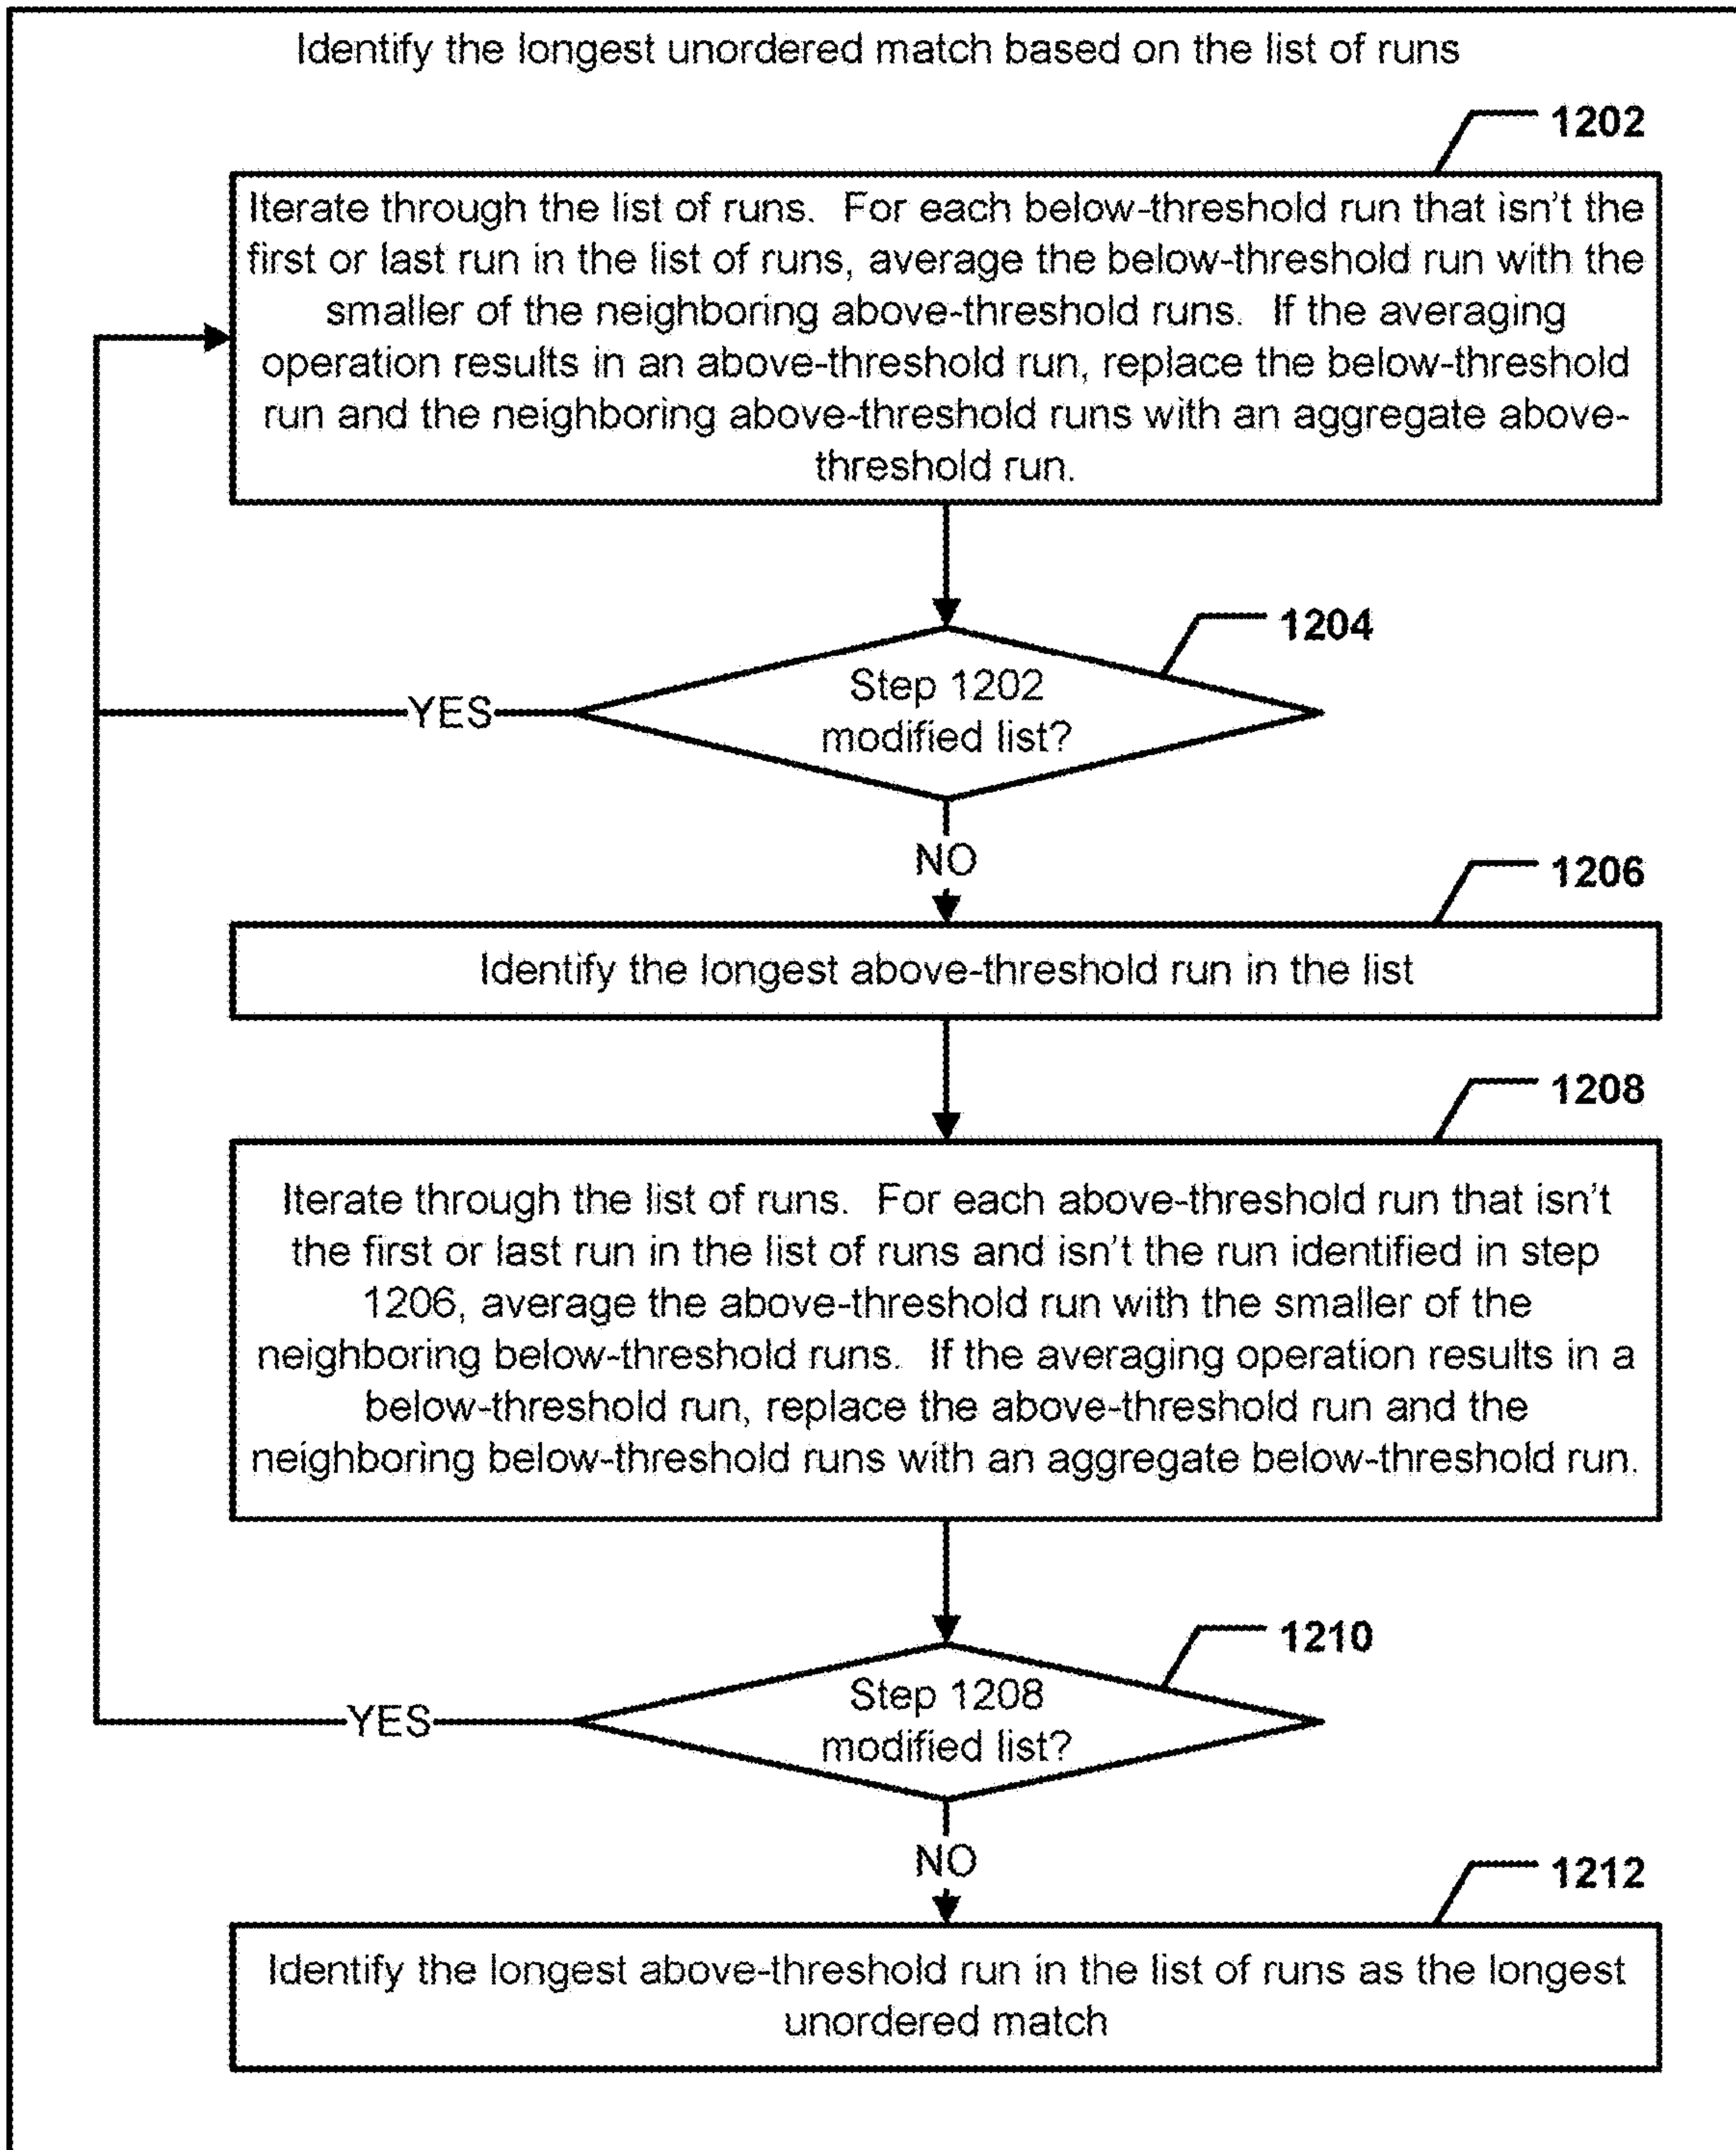 Identify the longest unordered match based on the list of runs
1202
Iterate through the list of runs.  For each below-threshold run that isn't the
first or last run in the list of runs, average the below-threshold run with the
smaller of the neighboring above-threshold runs.  If the averaging
operation results in an above-threshold run, replace the below-threshold
run and the neighboring above-threshold runs with an aggregate above-
threshold run.
1204
Step 1202
modified list?
YES
NO
1206
Identify the longest above-threshold run in the list
1208
Iterate through the list of runs.  For each above-threshold run that isn't
the first or last run in the list of runs and isn't the run identified in step
1206, average the above-threshold run with the smaller of the
neighboring below-threshold runs.  If the averaging operation results in a
below-threshold run, replace the above-threshold run and the
neighboring below-threshold runs with an aggregate below-threshold run.
1210
Step 1208
modified list?
YES
NO
1212
Identify the longest above-threshold run in the list of runs as the longest
unordered match